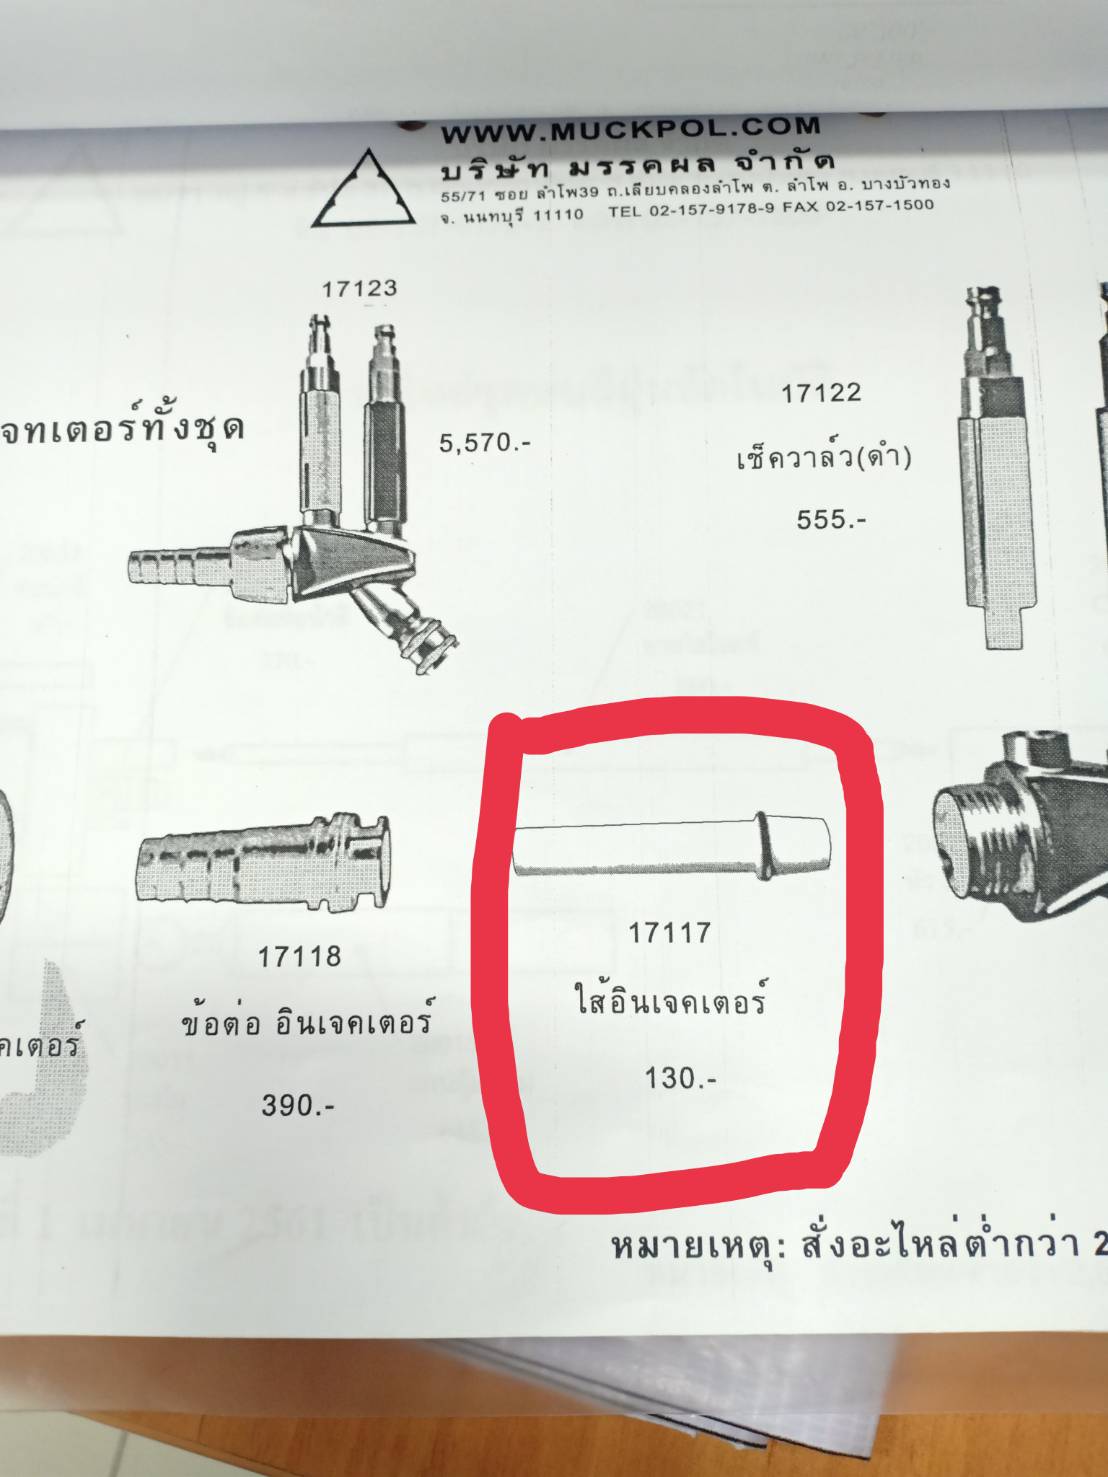 WWW.MUCKPOL.COM
บริษัท มรรคผล จำกัด
55/71 ซอย ลำโพ39 ถ.เลียบคลองลำโพ ต. ลำโพ อ. บางบัวทอง
จ. นนทบุรี 11110 TEL 02-157-9178-9 FAX 02-157-1500
17123
จทเตอร์ทั้งชุด
5,570.-
17122
เช็ควาล์ว(ดำ)
555.-
17118
ข้อต่อ อินเจคเตอร์
390.-
17117
ใส้อินเจคเตอร์
130.-
คเตอร์
หมายเหตุ: สั่งอะไหล่ต่ำกว่า 2